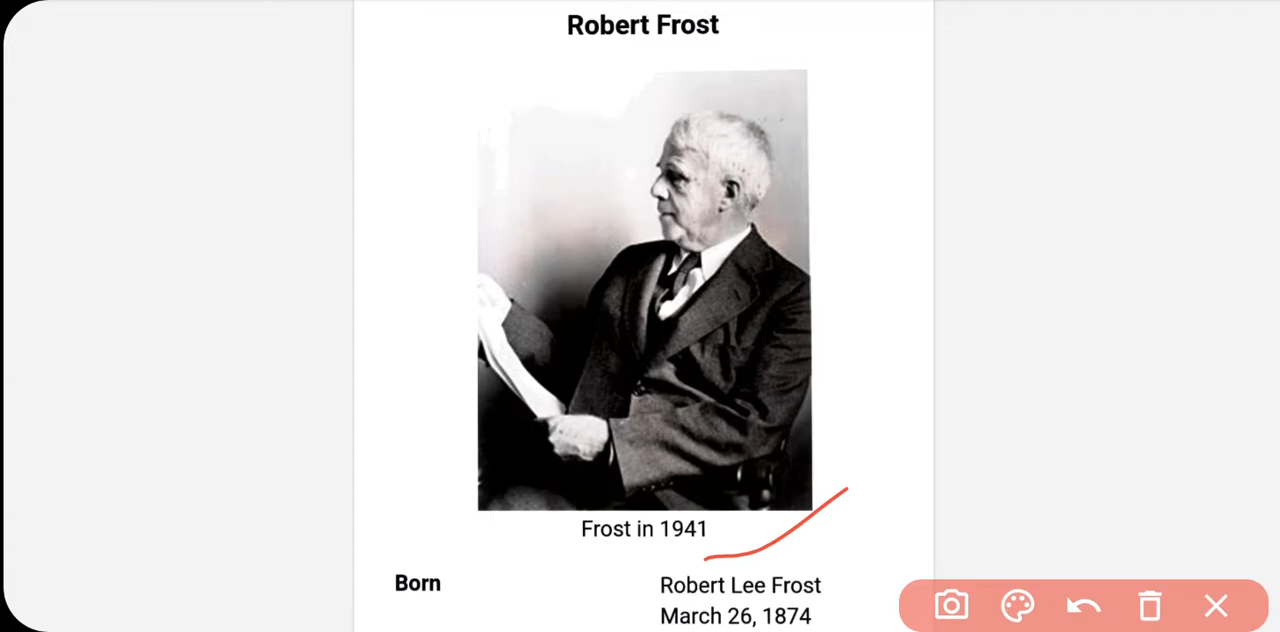 Robert Frost
Frost in 1941
Born
Robert Lee Frost
March 26, 1874